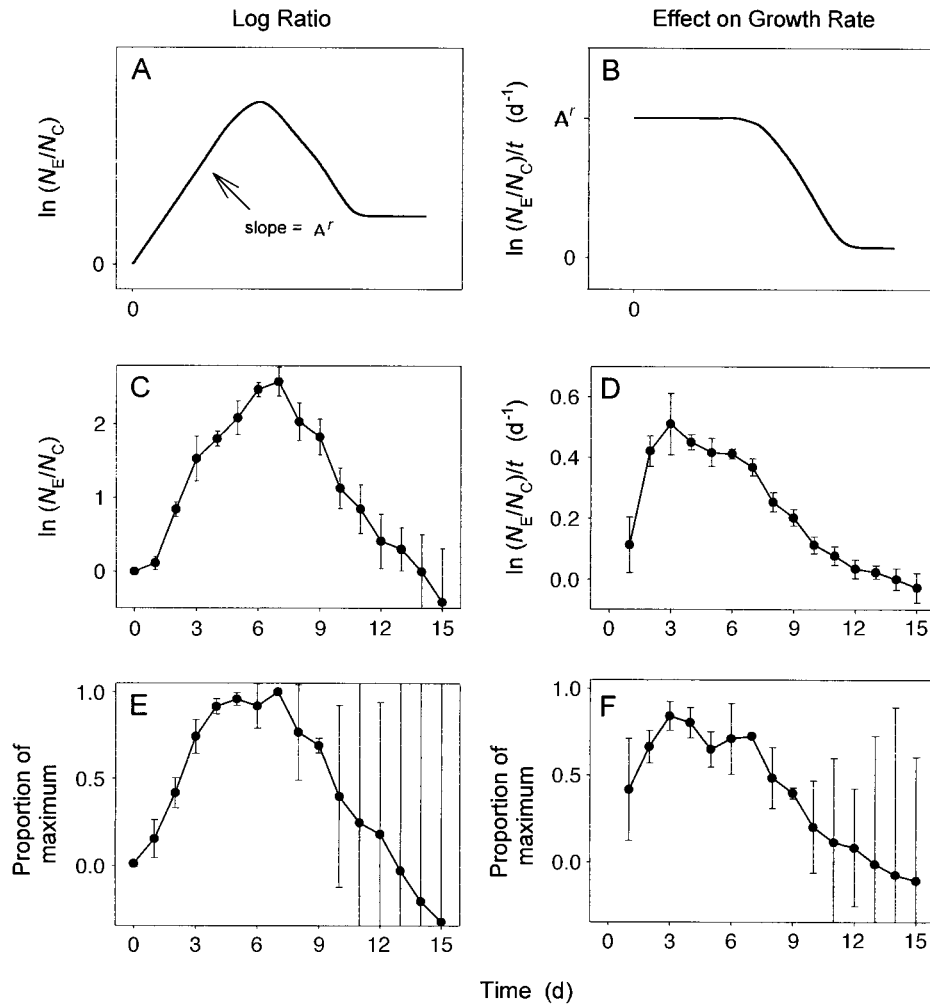 Log Ratio
Effect on Growth Rate
A
ln (N_E/N_C)
0
0
slope = A^r
B
ln (N_E/N_C)/t (d^-1)
A^r
0
0
C
ln (N_E/N_C)
2
1
0
0 3 6 9 12 15
D
ln (N_E/N_C)/t (d^-1)
0.6
0.4
0.2
0.0
0 3 6 9 12 15
E
Proportion of
maximum
1.0
0.5
0.0
0 3 6 9 12 15
F
Proportion of
maximum
1.0
0.5
0.0
0 3 6 9 12 15
Time (d)